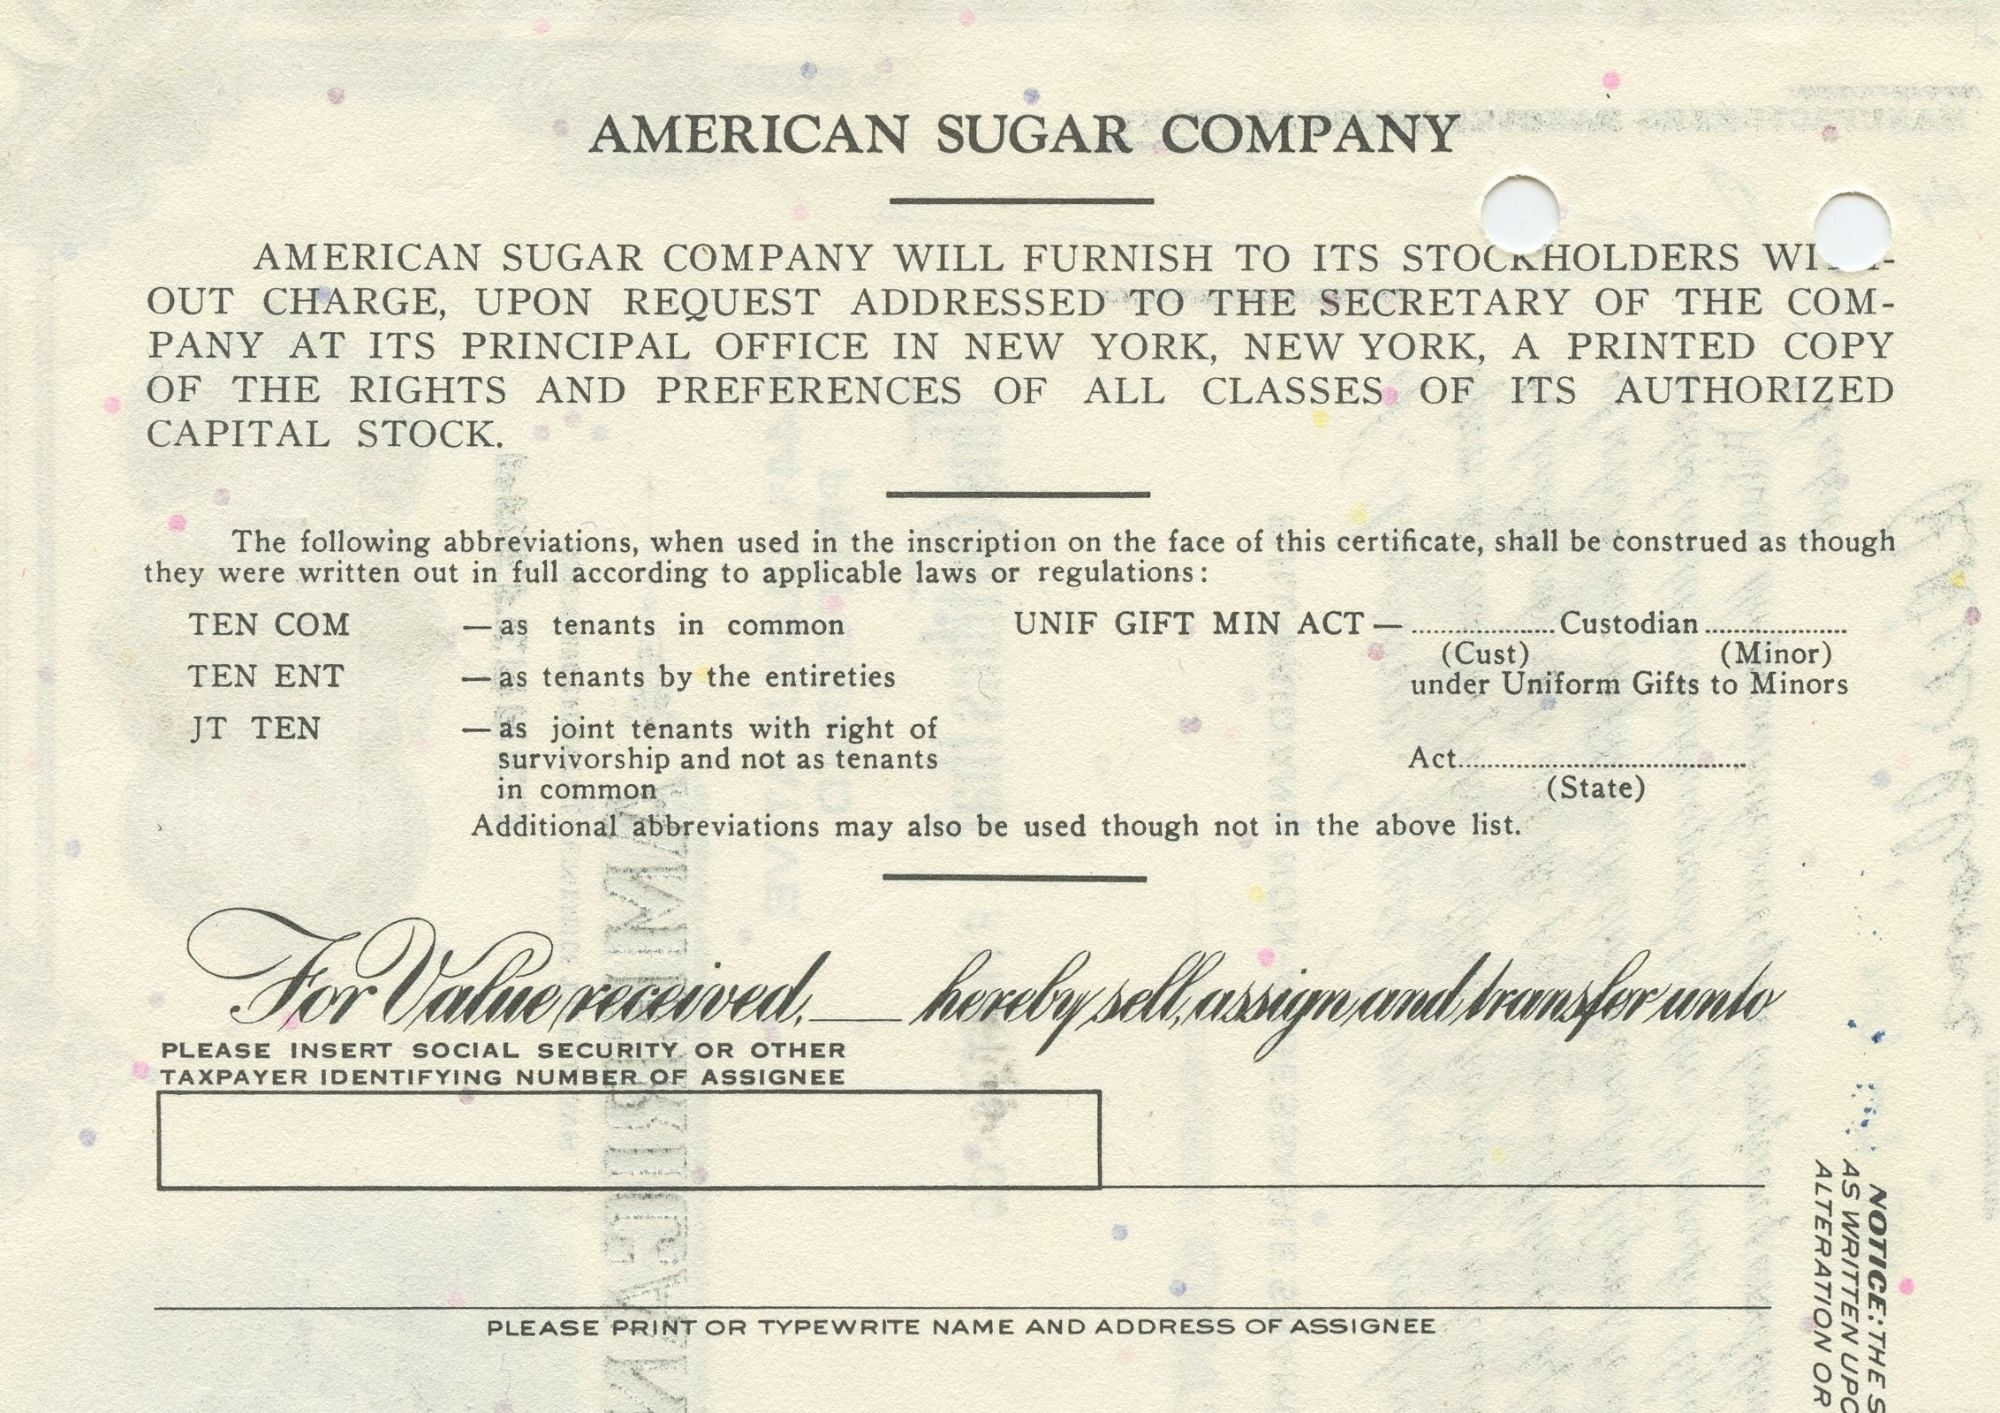 AMERICAN SUGAR COMPANY
AMERICAN SUGAR COMPANY WILL FURNISH TO ITS STOCKHOLDERS
OUT CHARGE, UPON REQUEST ADDRESSED TO THE SECRETARY OF THE COM-
PANY AT ITS PRINCIPAL OFFICE IN NEW YORK, NEW YORK, A PRINTED COPY
OF THE RIGHTS AND PREFERENCES OF ALL CLASSES OF ITS AUTHORIZED
CAPITAL STOCK.
The following abbreviations, when used in the inscription on the face of this certificate, shall be construed as though
they were written out in full according to applicable laws or regulations:
TEN COM —as tenants in common
TEN ENT —as tenants by the entireties
JT TEN —as joint tenants with right of
survivorship and not as tenants
in common
UNIF GIFT MIN ACT—....................Custodian....................
(Cust) (Minor)
under Uniform Gifts to Minors
Act........................................
(State)
Additional abbreviations may also be used though not in the above list.
For Value received, ____ hereby sell, assign and transfer unto
PLEASE INSERT SOCIAL SECURITY OR OTHER
TAXPAYER IDENTIFYING NUMBER OF ASSIGNEE
PLEASE PRINT OR TYPEWRITE NAME AND ADDRESS OF ASSIGNEE
NOTICE: THE S
AS WRITTEN UPO
ALTERATION OR